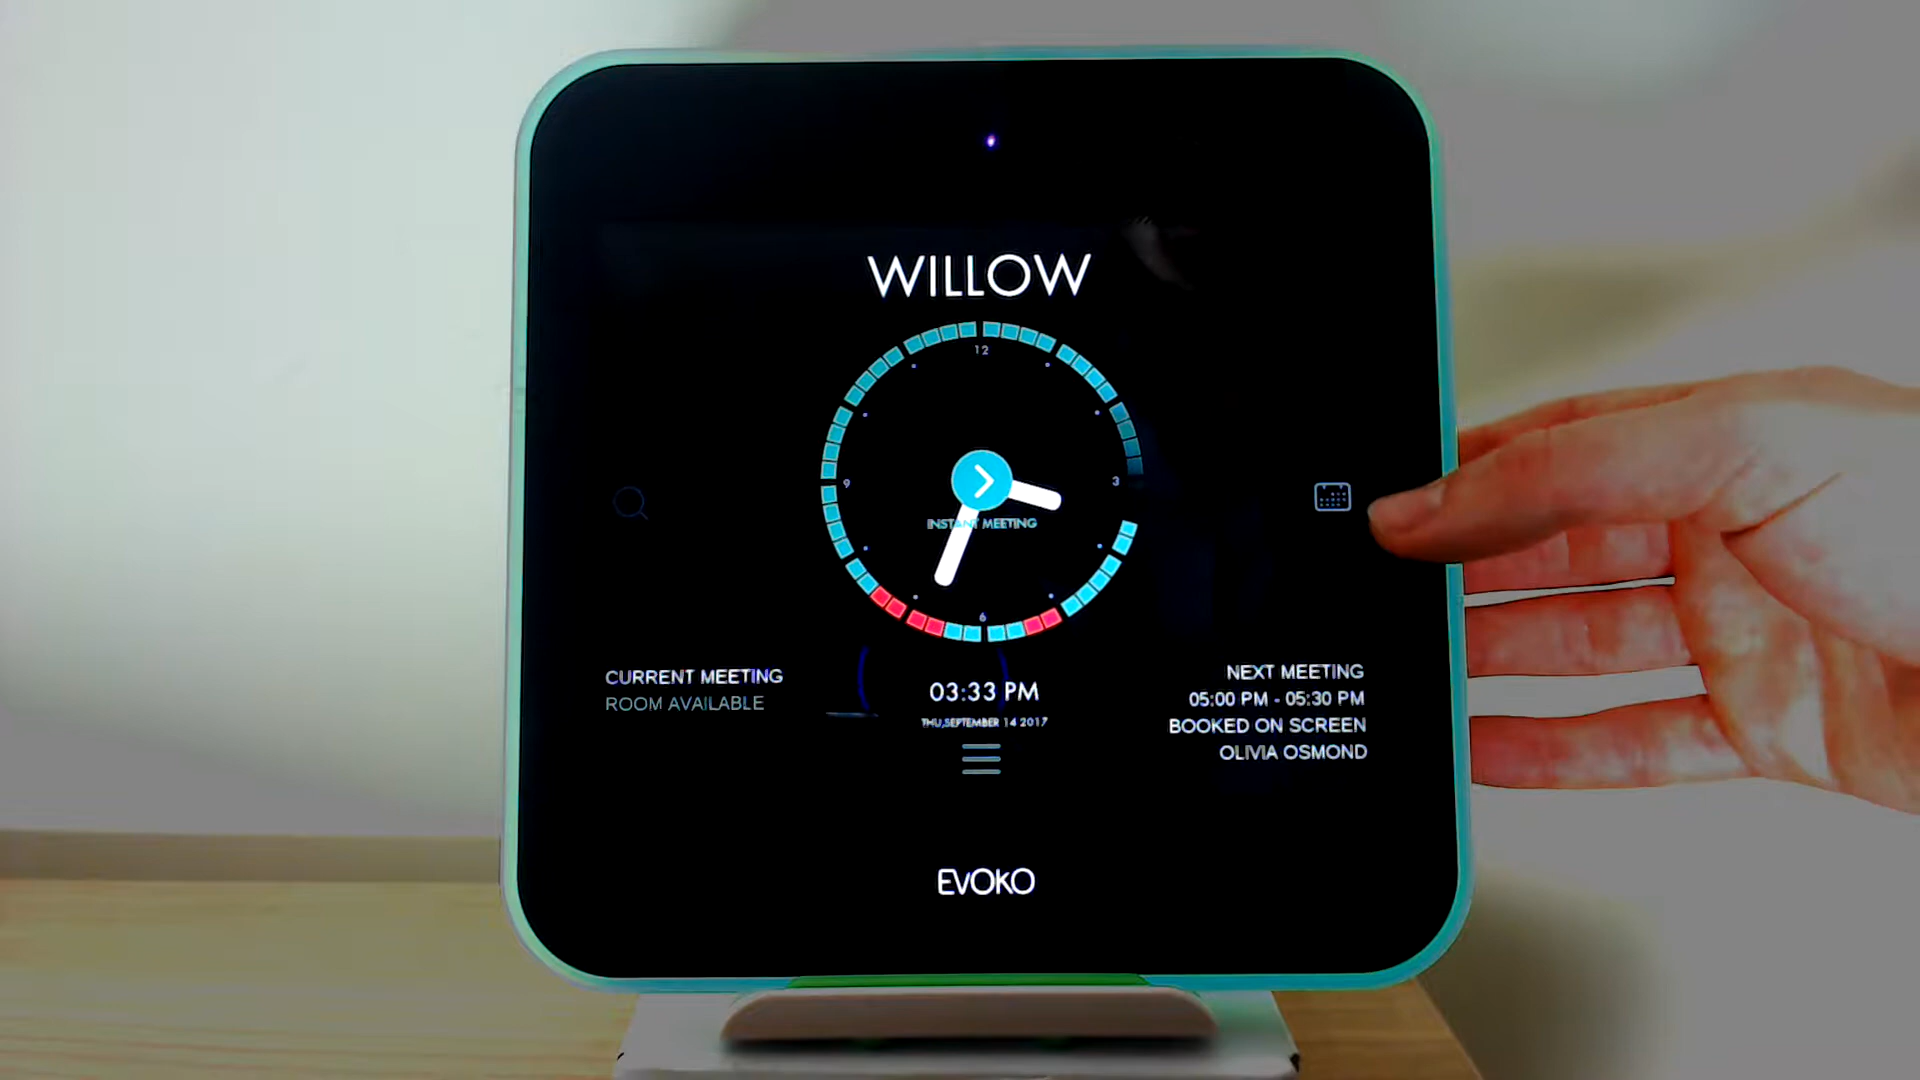 WILLOW
12
9
3
INSTANT MEETING
6
CURRENT MEETING
ROOM AVAILABLE
03:33 PM
THU,SEPTEMBER 14 2017
NEXT MEETING
05:00 PM - 05:30 PM
BOOKED ON SCREEN
OLIVIA OSMOND
EVOKO